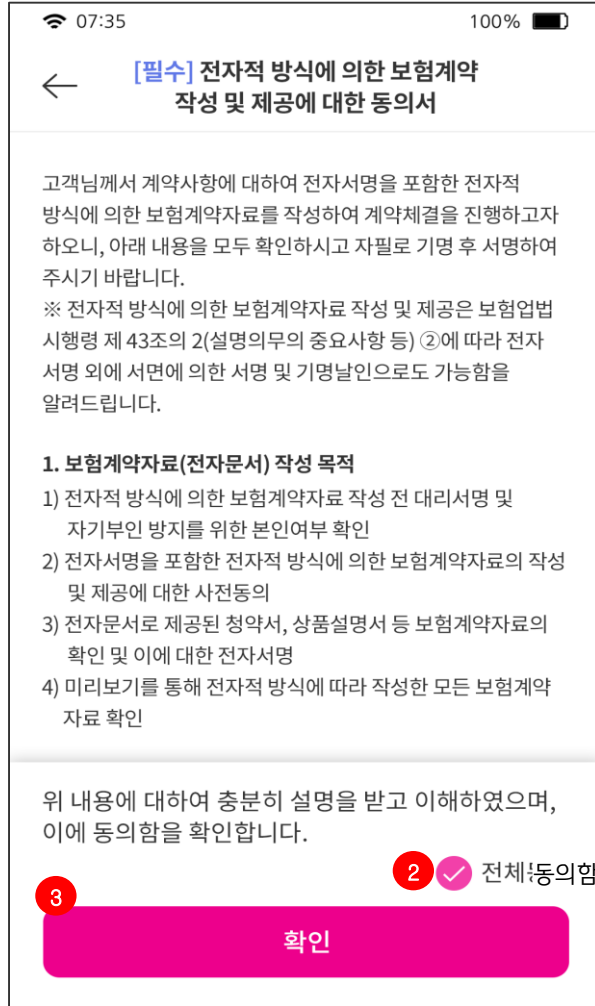 07:35 100%
[필수] 전자적 방식에 의한 보험계약
작성 및 제공에 대한 동의서
고객님께서 계약사항에 대하여 전자서명을 포함한 전자적
방식에 의한 보험계약자료를 작성하여 계약체결을 진행하고자
하오니, 아래 내용을 모두 확인하시고 자필로 기명 후 서명하여
주시기 바랍니다.
※ 전자적 방식에 의한 보험계약자료 작성 및 제공은 보험업법
시행령 제 43조의 2(설명의무의 중요사항 등) ②에 따라 전자
서명 외에 서면에 의한 서명 및 기명날인으로도 가능함을
알려드립니다.
1. 보험계약자료(전자문서) 작성 목적
1) 전자적 방식에 의한 보험계약자료 작성 전 대리서명 및
자기부인 방지를 위한 본인여부 확인
2) 전자서명을 포함한 전자적 방식에 의한 보험계약자료의 작성
및 제공에 대한 사전동의
3) 전자문서로 제공된 청약서, 상품설명서 등 보험계약자료의
확인 및 이에 대한 전자서명
4) 미리보기를 통해 전자적 방식에 따라 작성한 모든 보험계약
자료 확인
위 내용에 대하여 충분히 설명을 받고 이해하였으며,
이에 동의함을 확인합니다.
2 전체 동의함
3
확인